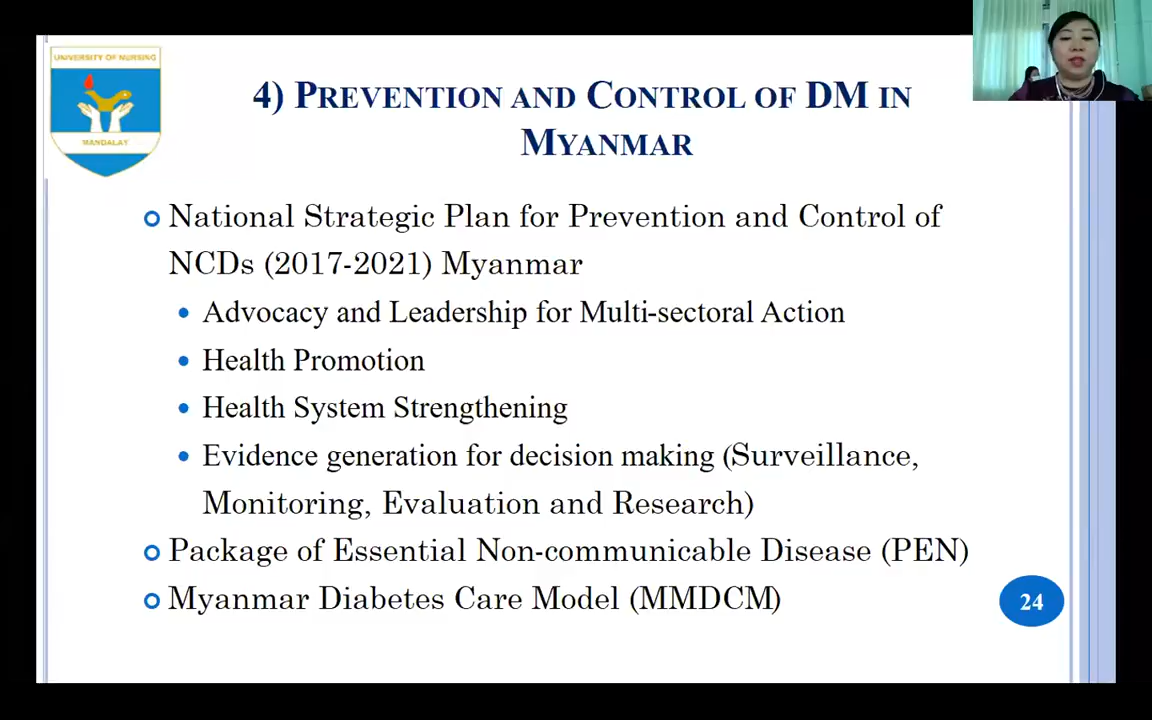 UNIVERSITY OF NURSING
MANDALAY
4) PREVENTION AND CONTROL OF DM IN
MYANMAR
National Strategic Plan for Prevention and Control of
NCDs (2017-2021) Myanmar
Advocacy and Leadership for Multi-sectoral Action
Health Promotion
Health System Strengthening
Evidence generation for decision making (Surveillance,
Monitoring, Evaluation and Research)
Package of Essential Non-communicable Disease (PEN)
Myanmar Diabetes Care Model (MMDCM)
24